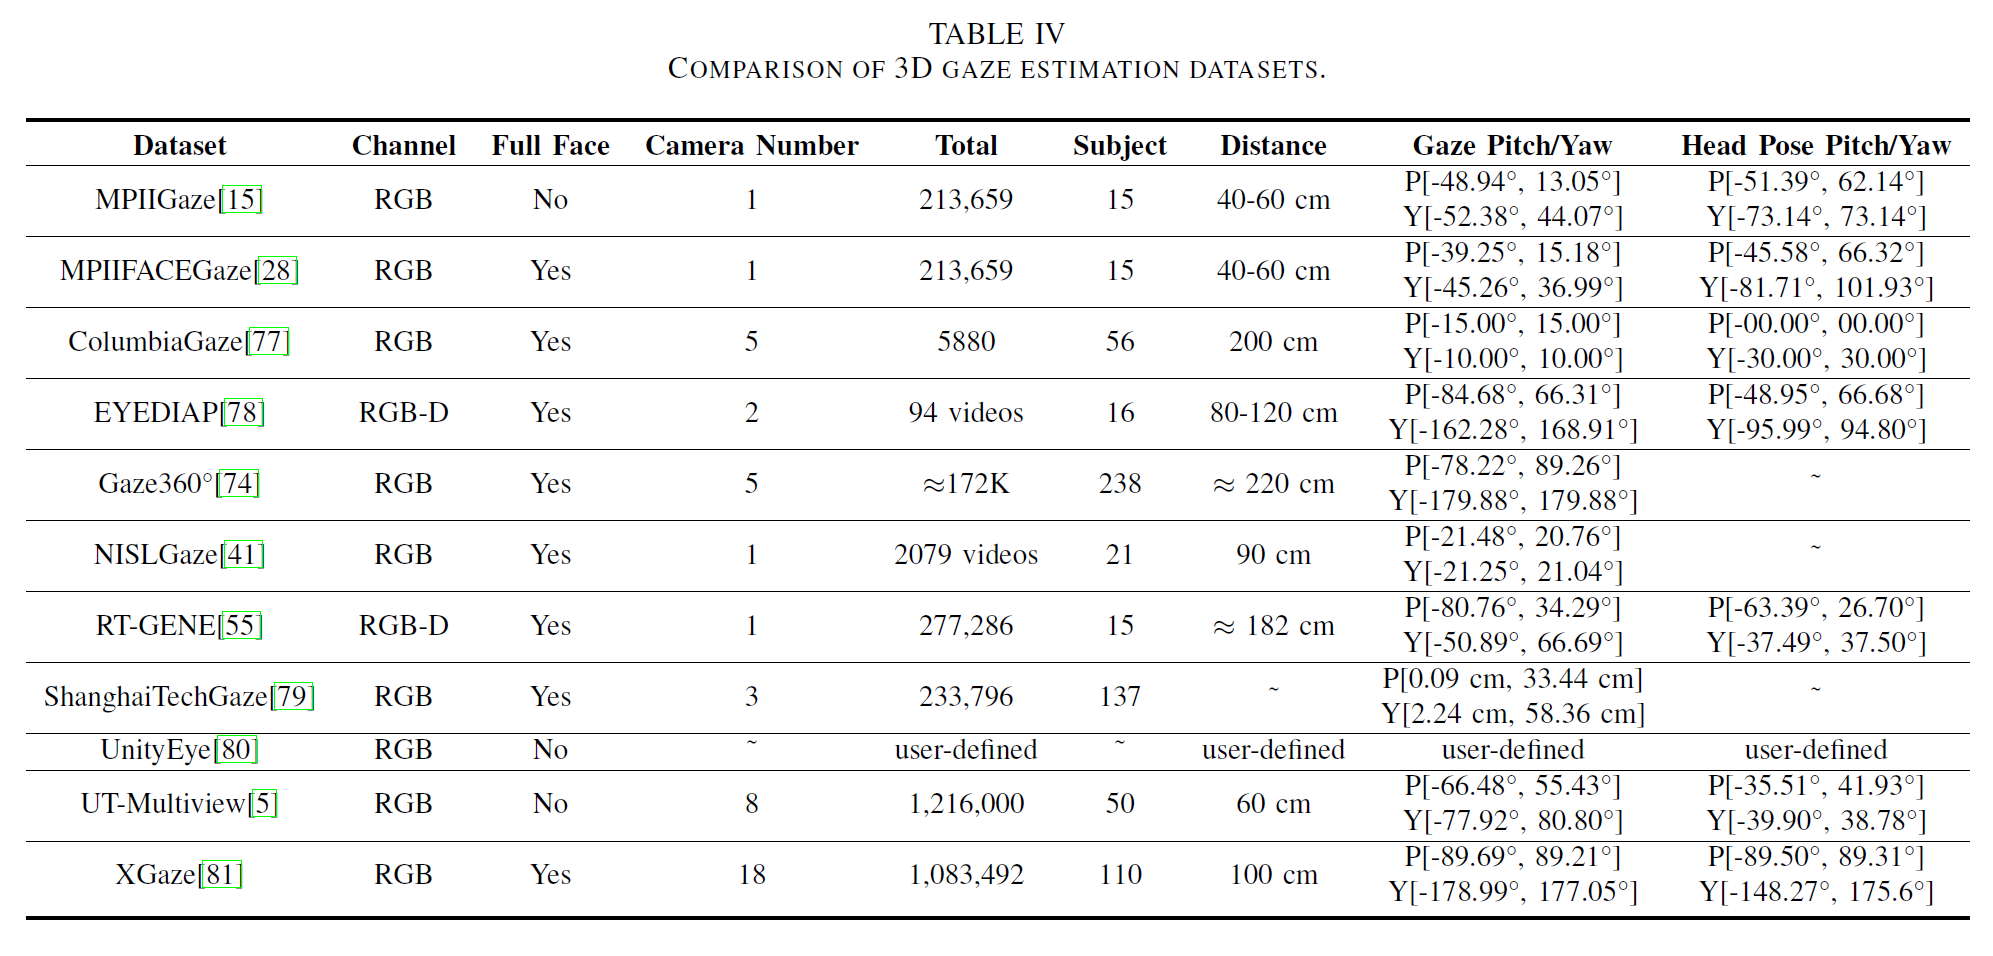 TABLE IV
COMPARISON OF 3D GAZE ESTIMATION DATASETS.
Dataset Channel Full Face Camera Number Total Subject Distance Gaze Pitch/Yaw Head Pose Pitch/Yaw
MPIIGaze[15] RGB No 1 213,659 15 40-60 cm P[-48.94°, 13.05°] P[-51.39°, 62.14°]
Y[-52.38°, 44.07°] Y[-73.14°, 73.14°]
MPIIFACEGaze[28] RGB Yes 1 213,659 15 40-60 cm P[-39.25°, 15.18°] P[-45.58°, 66.32°]
Y[-45.26°, 36.99°] Y[-81.71°, 101.93°]
ColumbiaGaze[77] RGB Yes 5 5880 56 200 cm P[-15.00°, 15.00°] P[-00.00°, 00.00°]
Y[-10.00°, 10.00°] Y[-30.00°, 30.00°]
EYEDIAP[78] RGB-D Yes 2 94 videos 16 80-120 cm P[-84.68°, 66.31°] P[-48.95°, 66.68°]
Y[-162.28°, 168.91°] Y[-95.99°, 94.80°]
Gaze360°[74] RGB Yes 5 ≈172K 238 ≈ 220 cm P[-78.22°, 89.26°] ~
Y[-179.88°, 179.88°]
NISLGaze[41] RGB Yes 1 2079 videos 21 90 cm P[-21.48°, 20.76°] ~
Y[-21.25°, 21.04°]
RT-GENE[55] RGB-D Yes 1 277,286 15 ≈ 182 cm P[-80.76°, 34.29°] P[-63.39°, 26.70°]
Y[-50.89°, 66.69°] Y[-37.49°, 37.50°]
ShanghaiTechGaze[79] RGB Yes 3 233,796 137 ~ P[0.09 cm, 33.44 cm] ~
Y[2.24 cm, 58.36 cm]
UnityEye[80] RGB No ~ user-defined ~ user-defined user-defined user-defined
UT-Multiview[5] RGB No 8 1,216,000 50 60 cm P[-66.48°, 55.43°] P[-35.51°, 41.93°]
Y[-77.92°, 80.80°] Y[-39.90°, 38.78°]
XGaze[81] RGB Yes 18 1,083,492 110 100 cm P[-89.69°, 89.21°] P[-89.50°, 89.31°]
Y[-178.99°, 177.05°] Y[-148.27°, 175.6°]